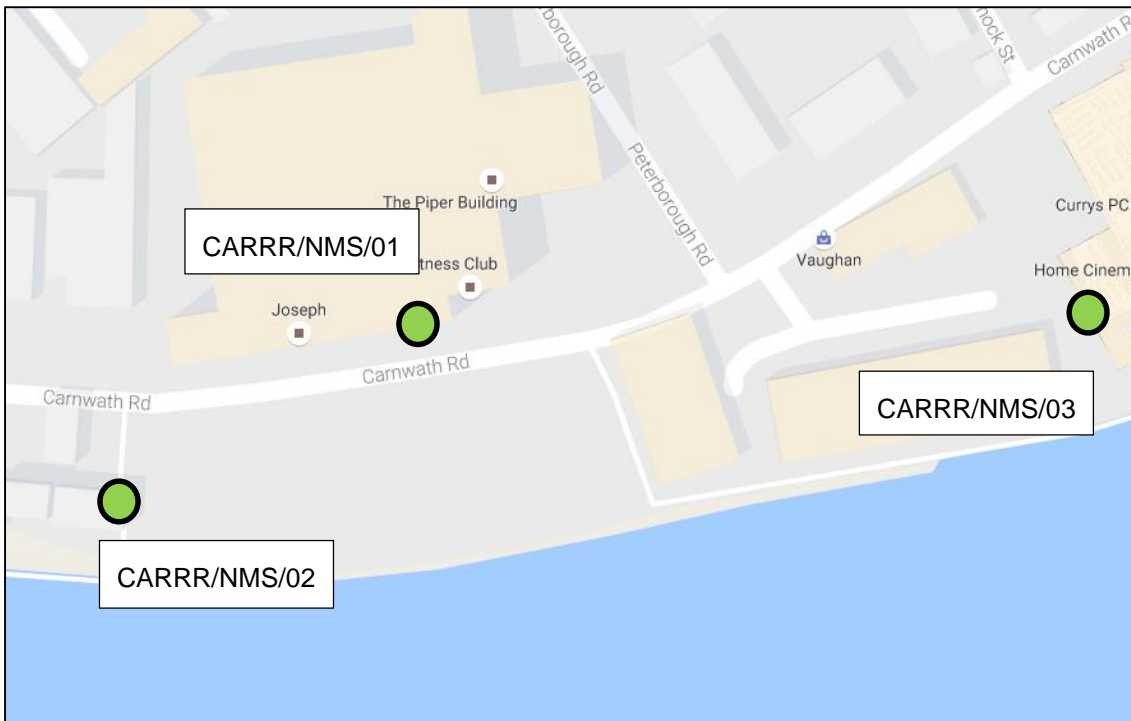 Peterborough Rd
Carnwath R
The Piper Building
Peterborough Rd
Currys PC
CARRR/NMS/01
tness Club
Vaughan
Home Cinem
Joseph
Carnwath Rd
Carnwath Rd
CARRR/NMS/03
CARRR/NMS/02